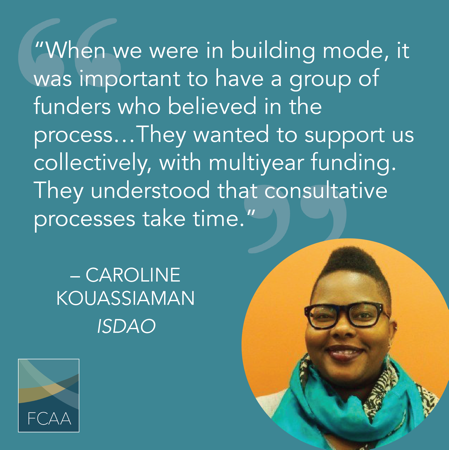 “When we were in building mode, it
was important to have a group of
funders who believed in the
process…They wanted to support us
collectively, with multiyear funding.
They understood that consultative
processes take time.”
– CAROLINE
KOUASSIAMAN
ISDAO
FCAA